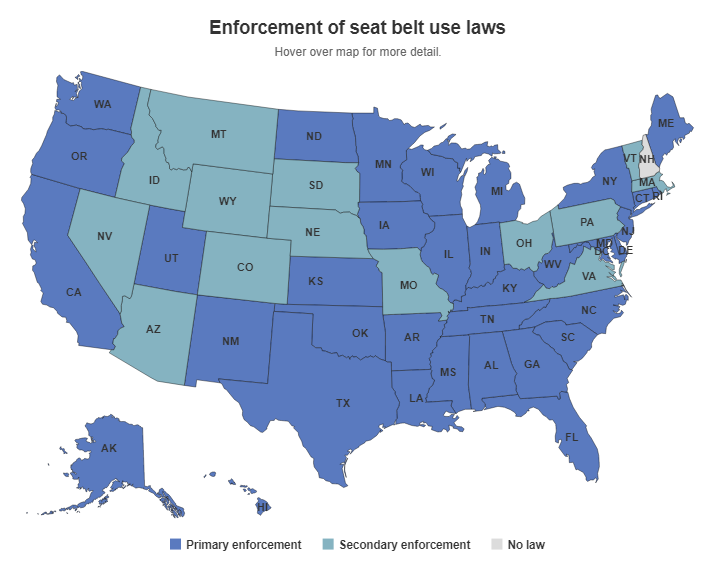 Enforcement of seat belt use laws
Hover over map for more detail.
WA
MT
ND
ME
OR
ID
MN
VT NH
WI
SD
NY
MA
MI
WY
CT RI
IA
PA
NE
NJ
NV
OH
MD
IL
IN
DE
DC
UT
CO
WV
VA
KS
MO
CA
KY
NC
AZ
TN
OK
NM
AR
SC
MS
AL
GA
TX
LA
FL
AK
HI
Primary enforcement
Secondary enforcement
No law